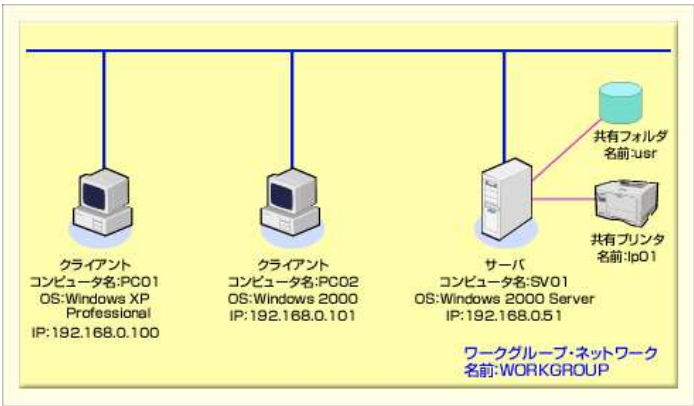 共有フォルダ
名前:usr
共有プリンタ
名前:lp01
クライアント
コンピュータ名:PC01
OS:Windows XP
Professional
IP:192.168.0.100
クライアント
コンピュータ名:PC02
OS:Windows 2000
IP:192.168.0.101
サーバ
コンピュータ名:SV01
OS:Windows 2000 Server
IP:192.168.0.51
ワークグループ・ネットワーク
名前:WORKGROUP